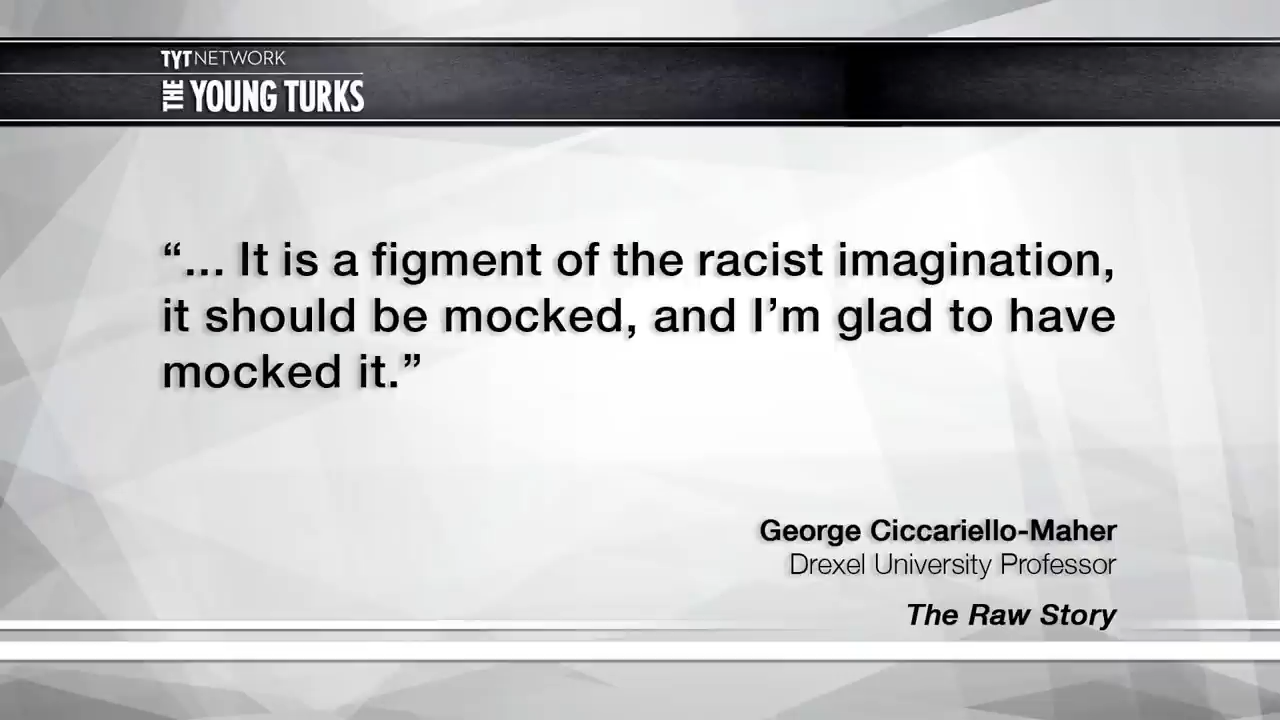 TYT NETWORK
THE YOUNG TURKS
“... It is a figment of the racist imagination,
it should be mocked, and I’m glad to have
mocked it.”
George Ciccariello-Maher
Drexel University Professor
The Raw Story